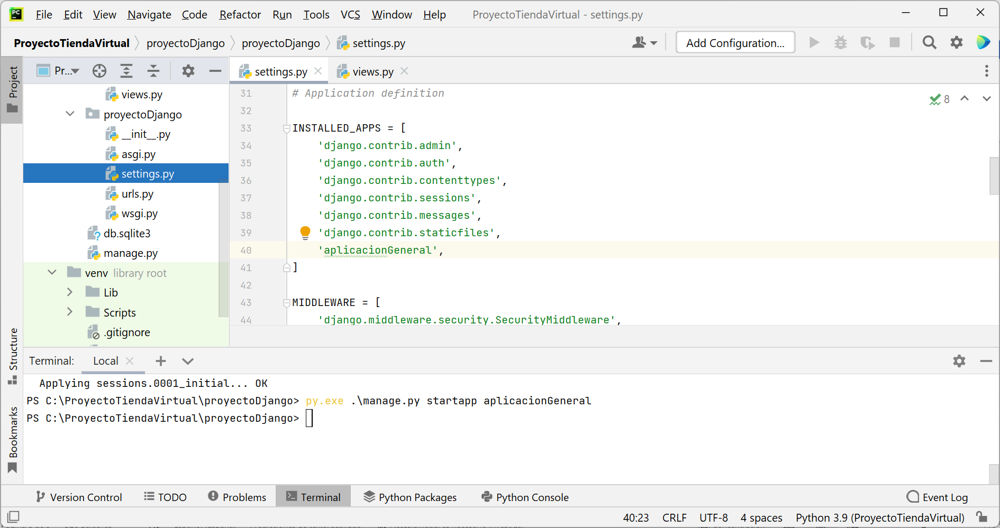 PC File Edit View Navigate Code Refactor Run Tools VCS Window Help ProyectoTiendaVirtual - settings.py
ProyectoTiendaVirtual proyectoDjango proyectoDjango settings.py Add Configuration...
Project
Pr...
settings.py views.py
views.py
proyectoDjango
__init__.py
asgi.py
settings.py
urls.py
wsgi.py
db.sqlite3
manage.py
venv library root
Lib
Scripts
.gitignore
31 # Application definition
8
32
33 INSTALLED_APPS = [
34 'django.contrib.admin',
35 'django.contrib.auth',
36 'django.contrib.contenttypes',
37 'django.contrib.sessions',
38 'django.contrib.messages',
39 'django.contrib.staticfiles',
40 'aplicacionGeneral',
41 ]
42
43 MIDDLEWARE = [
44 'django.middleware.security.SecurityMiddleware',
Structure
Bookmarks
Terminal: Local
Applying sessions.0001_initial... OK
PS C:\ProyectoTiendaVirtual\proyectoDjango> py.exe .\manage.py startapp aplicacionGeneral
PS C:\ProyectoTiendaVirtual\proyectoDjango>
Version Control TODO Problems Terminal Python Packages Python Console Event Log
40:23 CRLF UTF-8 4 spaces Python 3.9 (ProyectoTiendaVirtual)